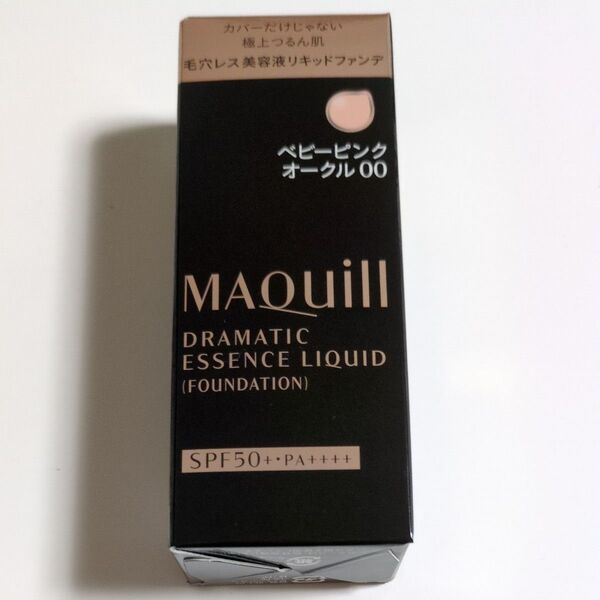 カバーだけじゃない
極上つるん肌
毛穴レス美容液リキッドファンデ
ベビーピンク
オークル00
MAQuill
DRAMATIC
ESSENCE LIQUID
(FOUNDATION)
SPF50+・PA++++